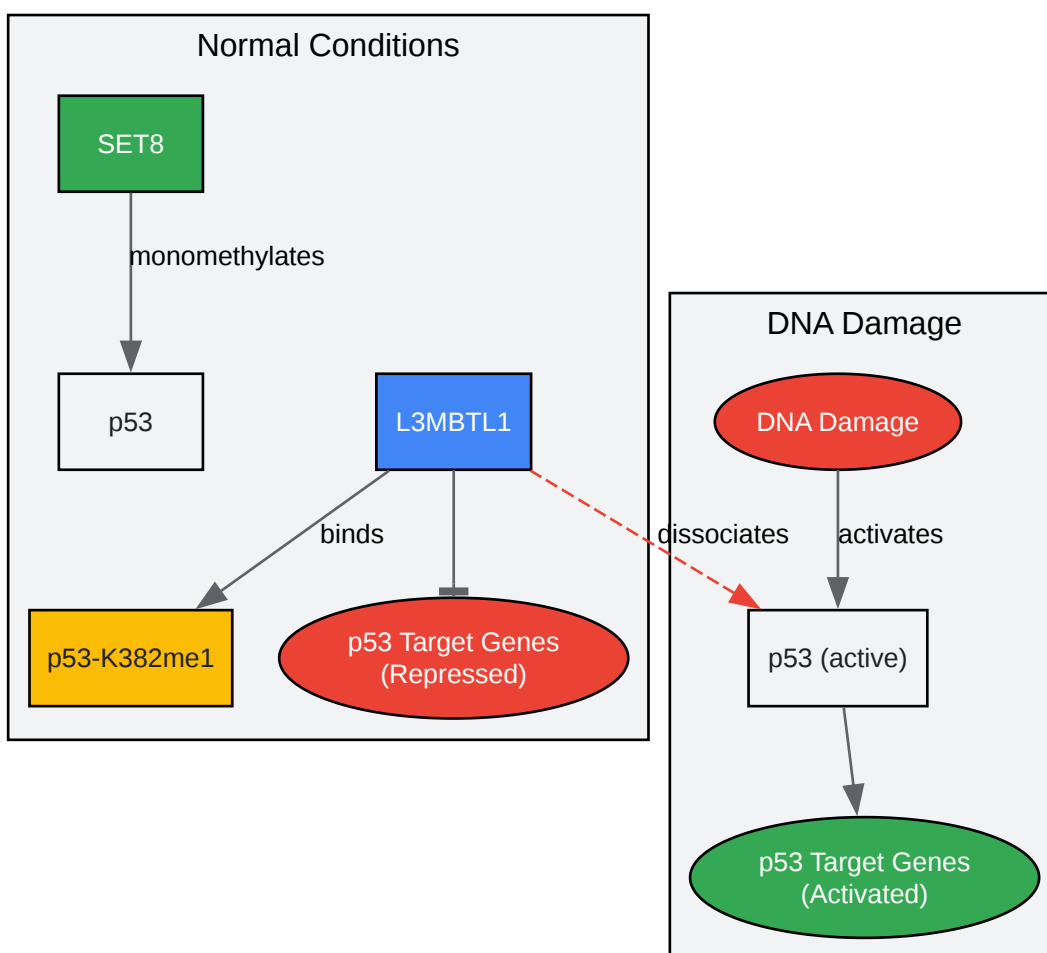 Normal Conditions
SET8
monomethylates
p53
L3MBTL1
binds
p53-K382me1
p53 Target Genes
(Repressed)
DNA Damage
DNA Damage
dissociates
activates
p53 (active)
p53 Target Genes
(Activated)